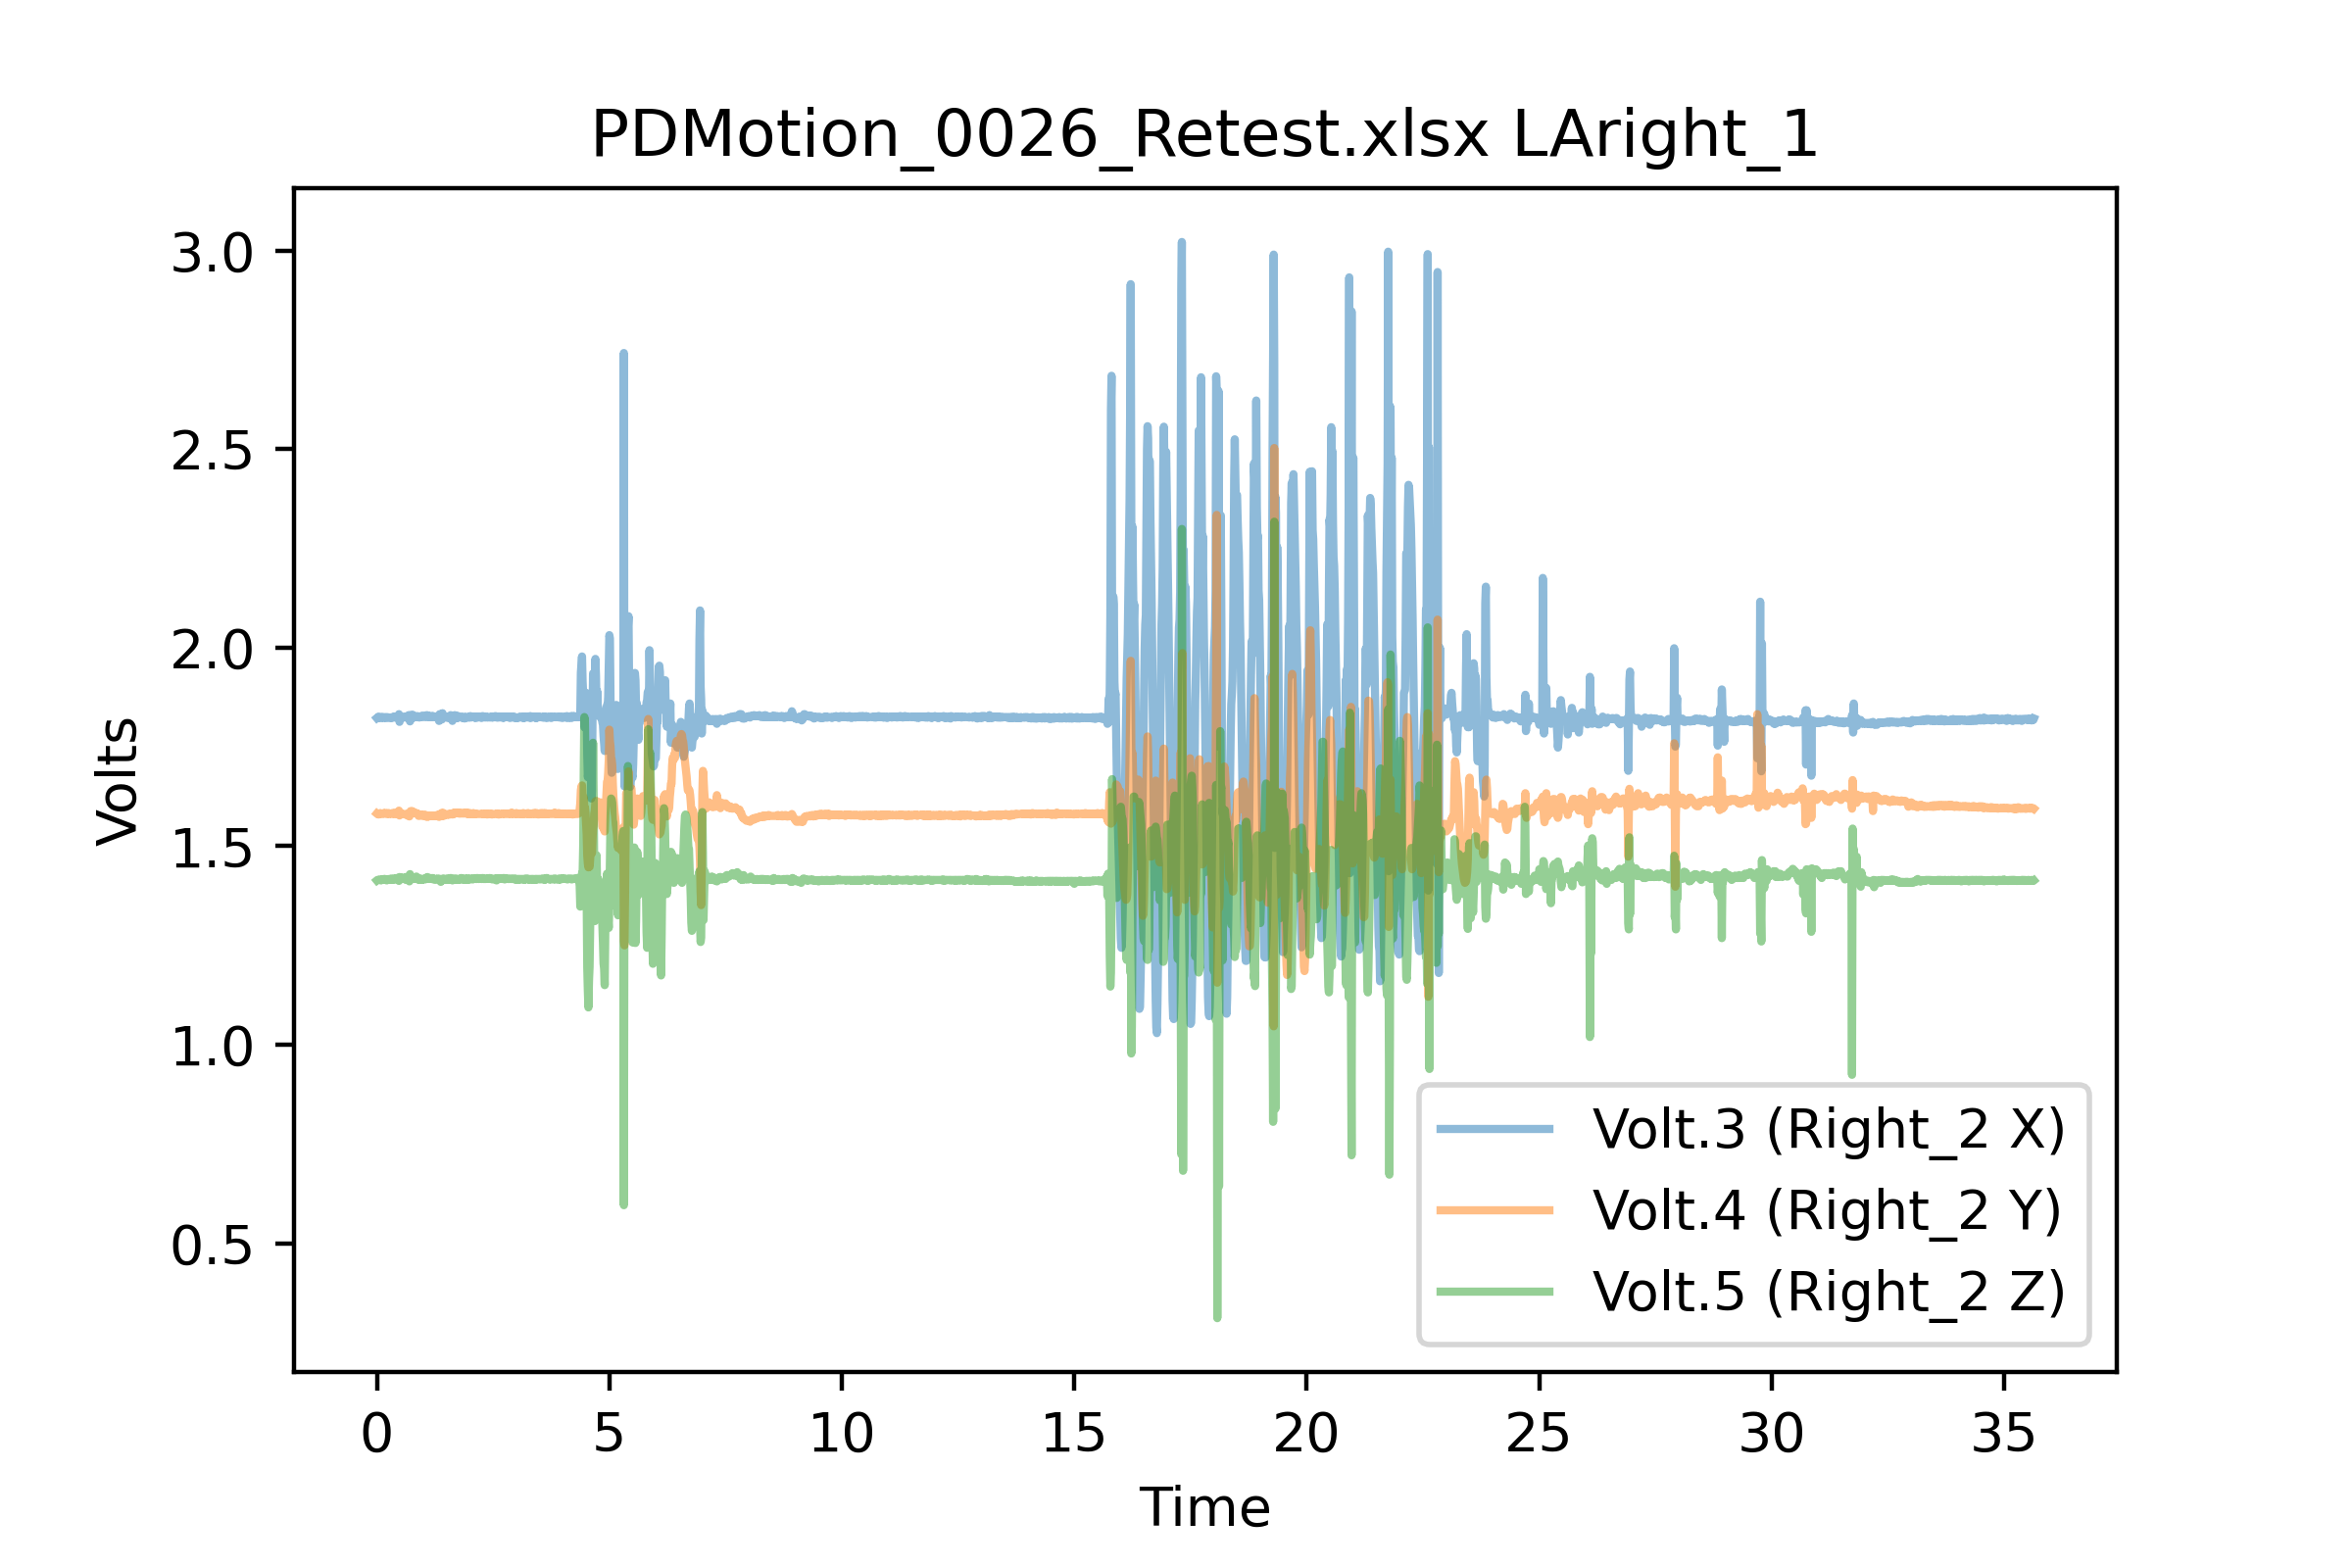 PDMotion_0026_Retest.xlsx LAright_1
3.0
2.5
2.0
1.5
1.0
0.5
Volts
Volt.3 (Right_2 X)
Volt.4 (Right_2 Y)
Volt.5 (Right_2 Z)
0 5 10 15 20 25 30 35
Time